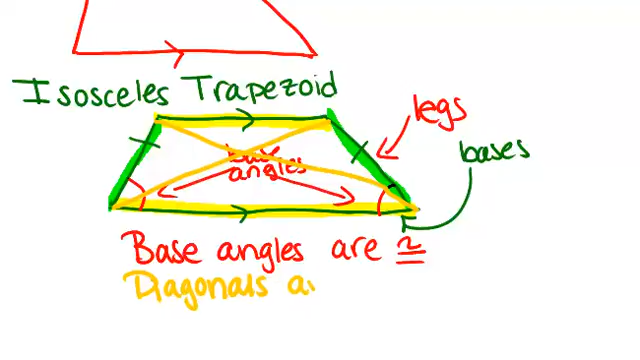 Isosceles Trapezoid
legs
bases
base
angles
Base angles are ≅
Diagonals a